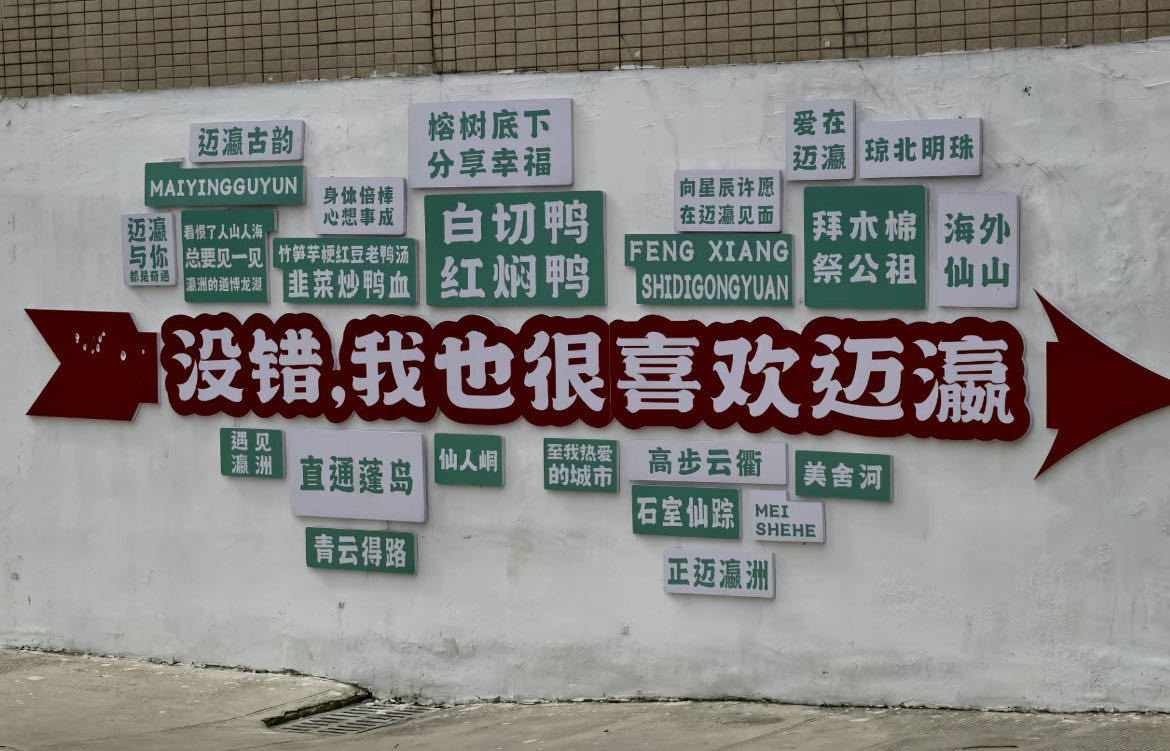 迈瀛古韵
MAIYINGGUYUN
迈瀛
与你
都是奇遇
看惯了人山人海
总要见一见
瀛洲的道博龙湖
身体倍棒
心想事成
竹笋芋梗红豆老鸭汤
韭菜炒鸭血
榕树底下
分享幸福
白切鸭
红焖鸭
向星辰许愿
在迈瀛见面
FENG XIANG
SHIDIGONGYUAN
爱在
迈瀛
琼北明珠
拜木棉
祭公祖
海外
仙山
没错,我也很喜欢迈瀛
遇见
瀛洲
直通蓬岛
青云得路
仙人峒
至我热爱
的城市
高步云衢
石室仙踪
MEI
SHEHE
美舍河
正迈瀛洲